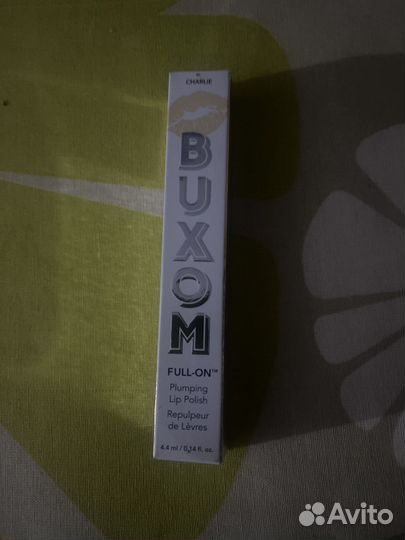 CHARLIE
BUXOM
FULL-ON™
Plumping
Lip Polish
Repulpeur
de Lèvres
4.4 ml / 0.14 fl. oz.
Avito